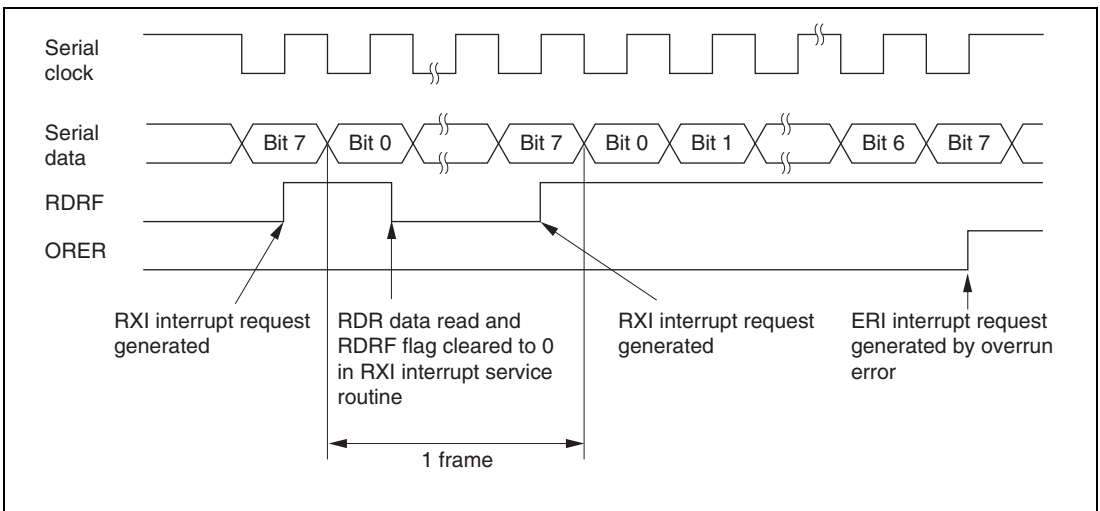 Serial
clock
Serial
data
Bit 7
Bit 0
Bit 7
Bit 0
Bit 1
Bit 6
Bit 7
RDRF
ORER
RXI interrupt request
generated
RDR data read and
RDRF flag cleared to 0
in RXI interrupt service
routine
RXI interrupt request
generated
ERI interrupt request
generated by overrun
error
1 frame